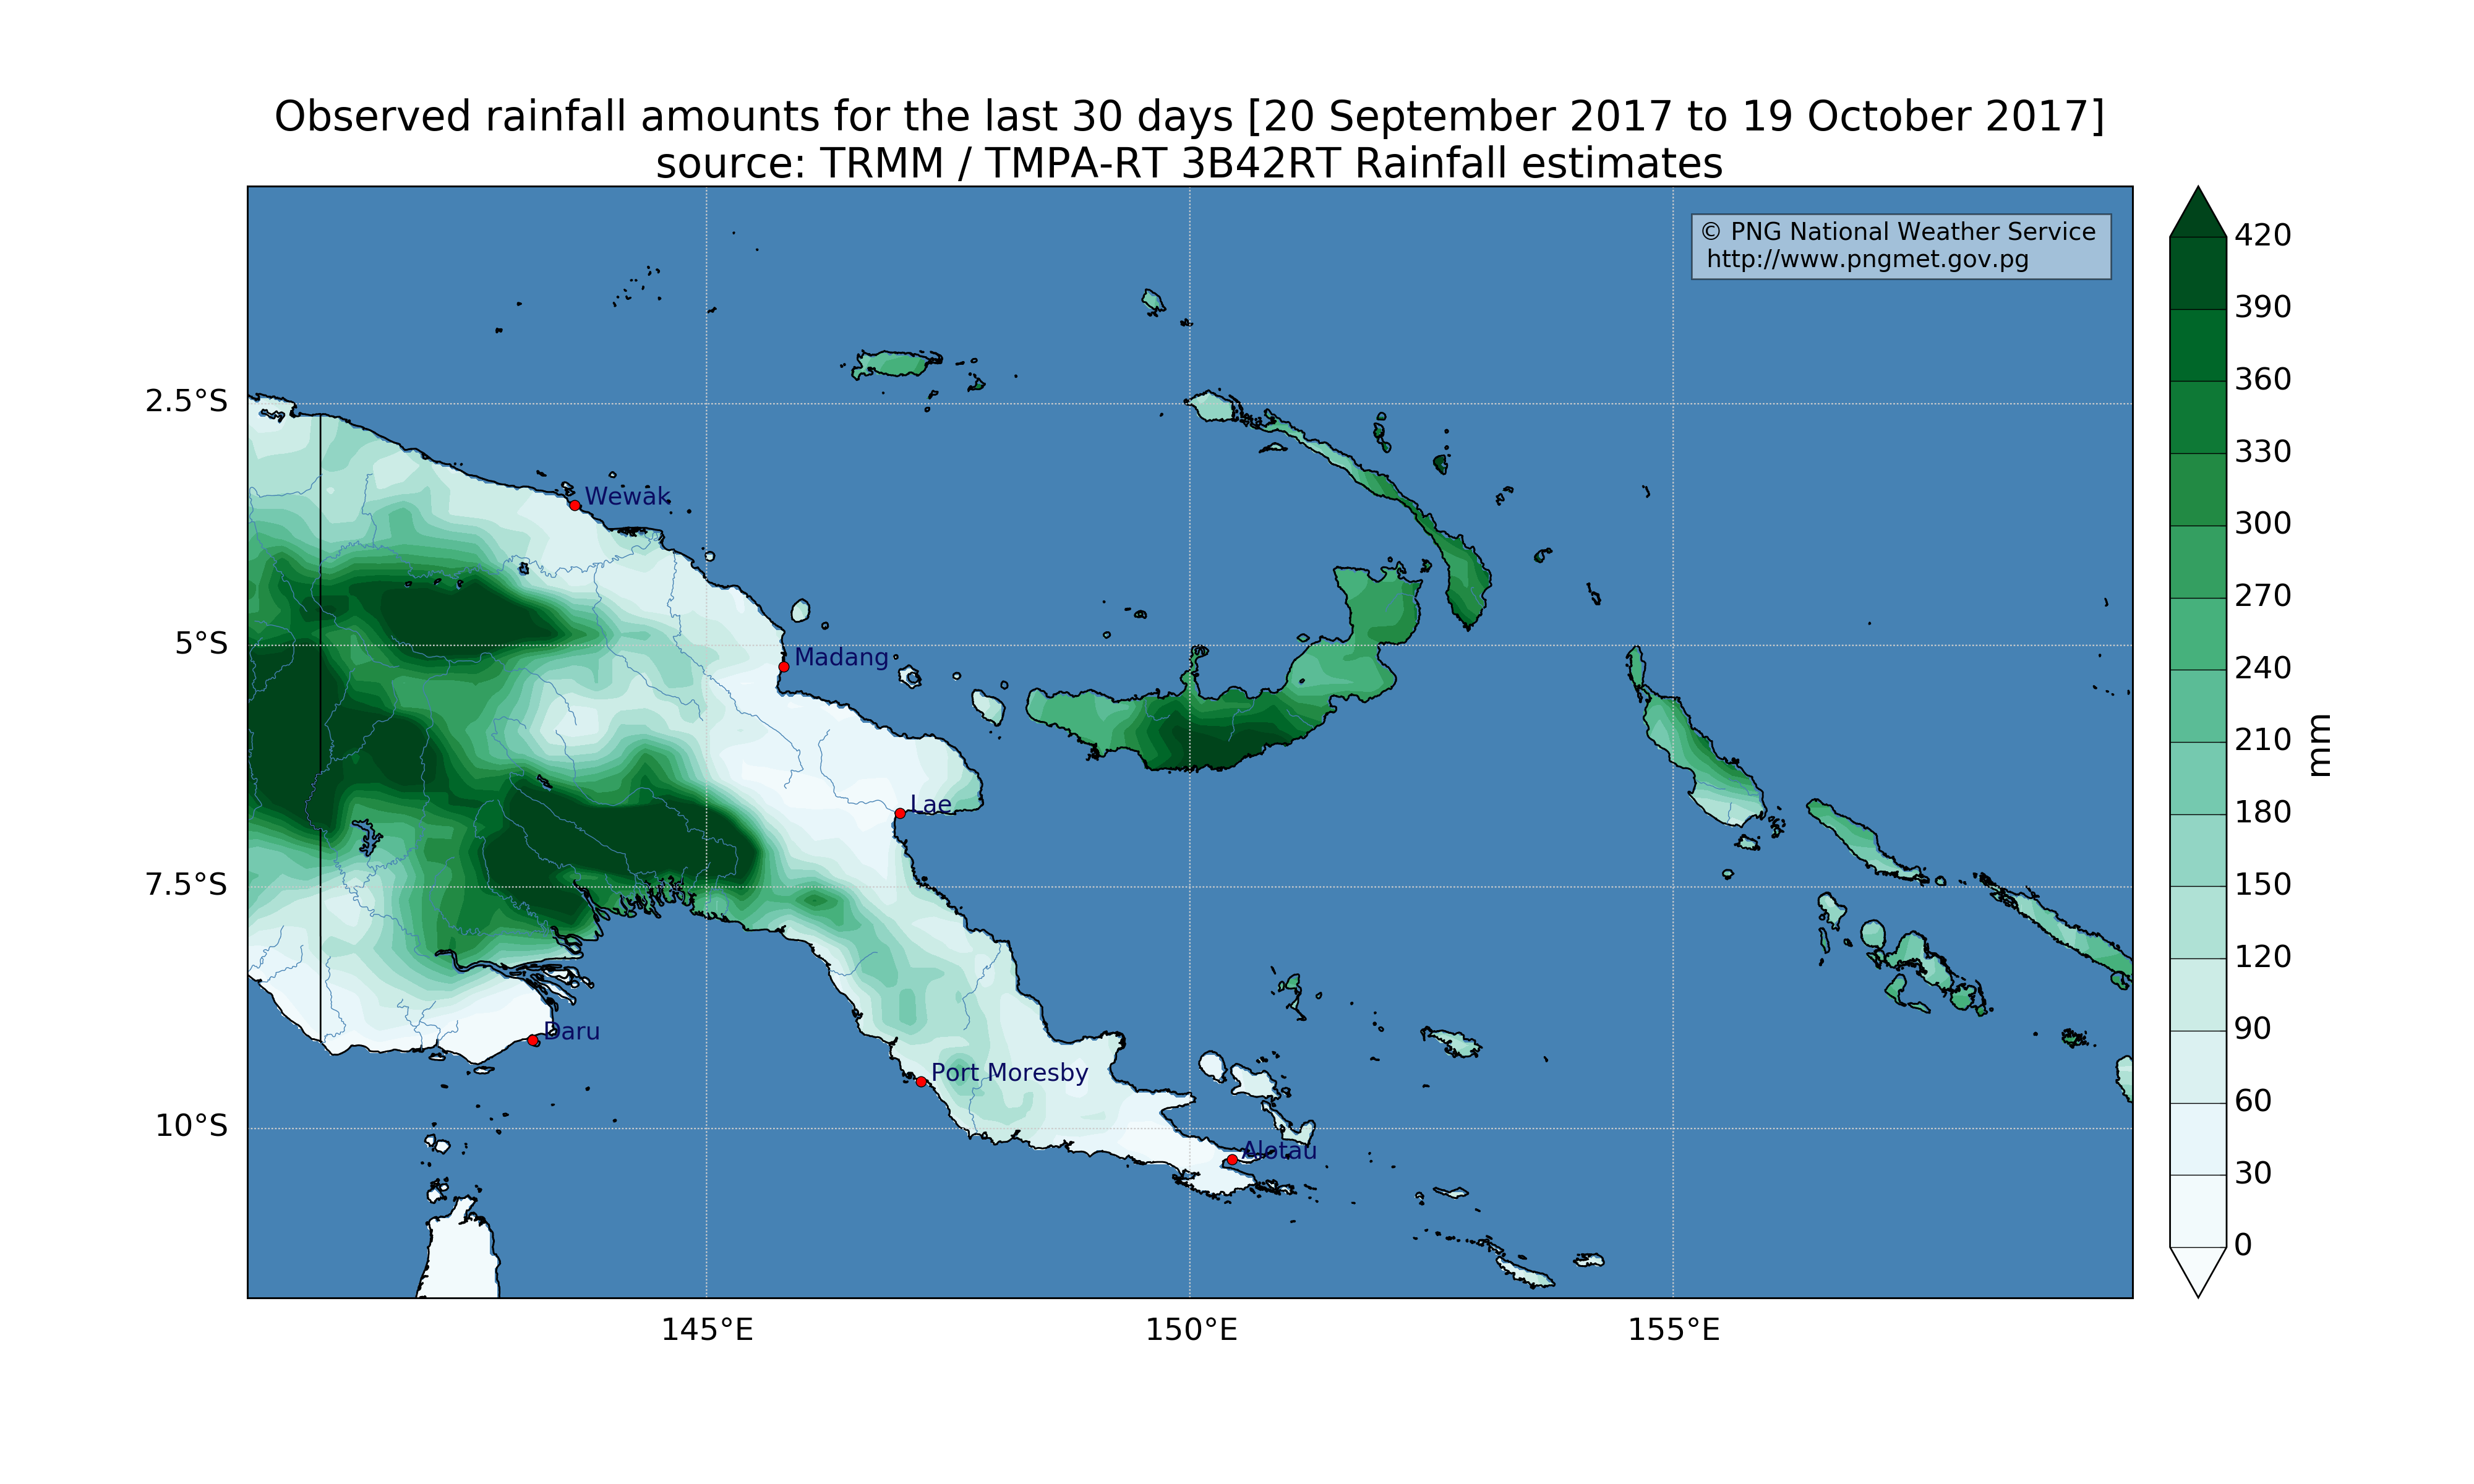 Observed rainfall amounts for the last 30 days [20 September 2017 to 19 October 2017]
source: TRMM / TMPA-RT 3B42RT Rainfall estimates
© PNG National Weather Service
http://www.pngmet.gov.pg
2.5°S
5°S
7.5°S
10°S
Wewak
Madang
Lae
Daru
Port Moresby
Alotau
145°E
150°E
155°E
420
390
360
330
300
270
240
210
180
150
120
90
60
30
0
mm